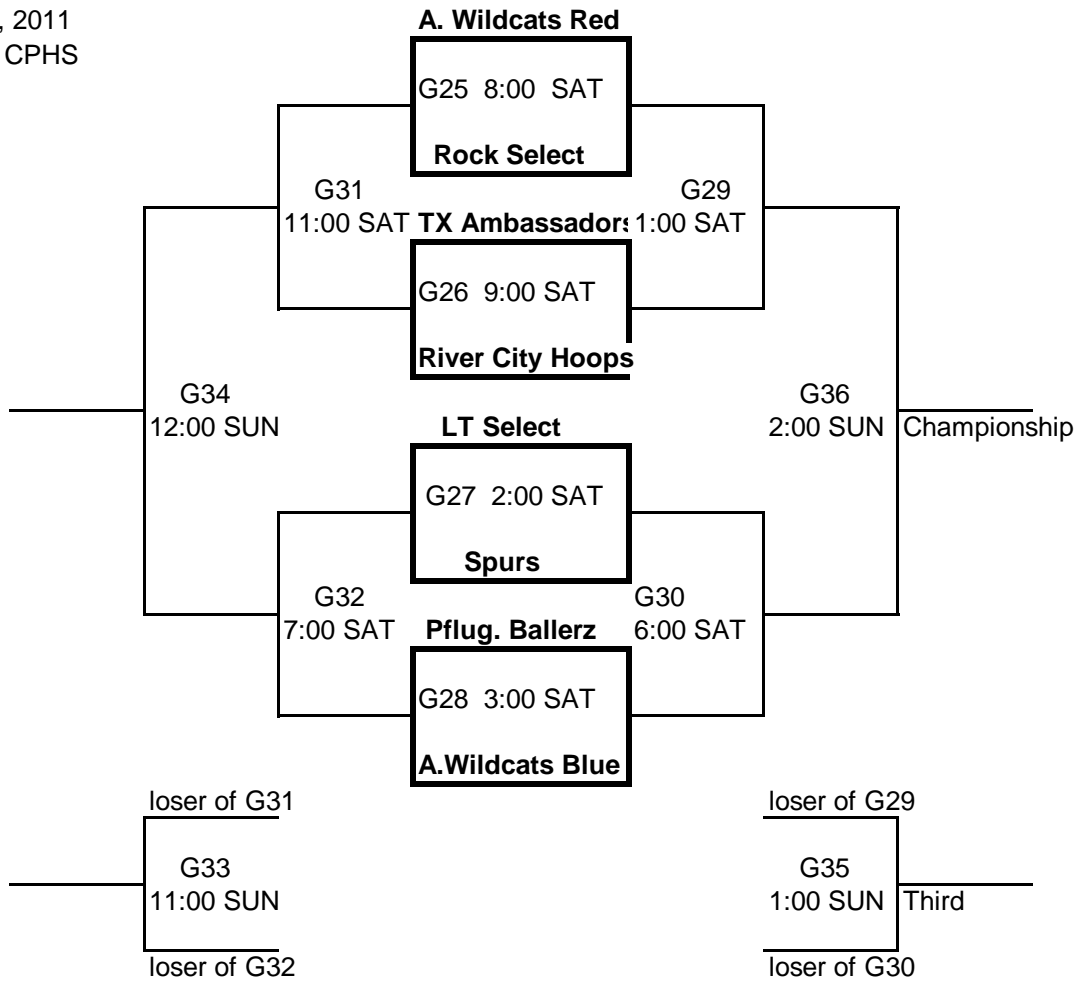 , 2011
A. Wildcats Red
CPHS
G25 8:00 SAT
Rock Select
G31
G29
11:00 SAT
TX Ambassadors
1:00 SAT
G26 9:00 SAT
River City Hoops
G34
G36
12:00 SUN
LT Select
2:00 SUN
Championship
G27 2:00 SAT
Spurs
G32
G30
7:00 SAT
Pflug. Ballerz
6:00 SAT
G28 3:00 SAT
A.Wildcats Blue
loser of G31
loser of G29
G33
G35
11:00 SUN
1:00 SUN
Third
loser of G32
loser of G30